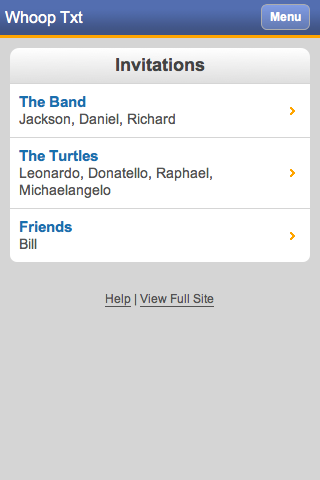 Whoop Txt
Menu
Invitations
The Band
Jackson, Daniel, Richard
The Turtles
Leonardo, Donatello, Raphael,
Michaelangelo
Friends
Bill
Help | View Full Site